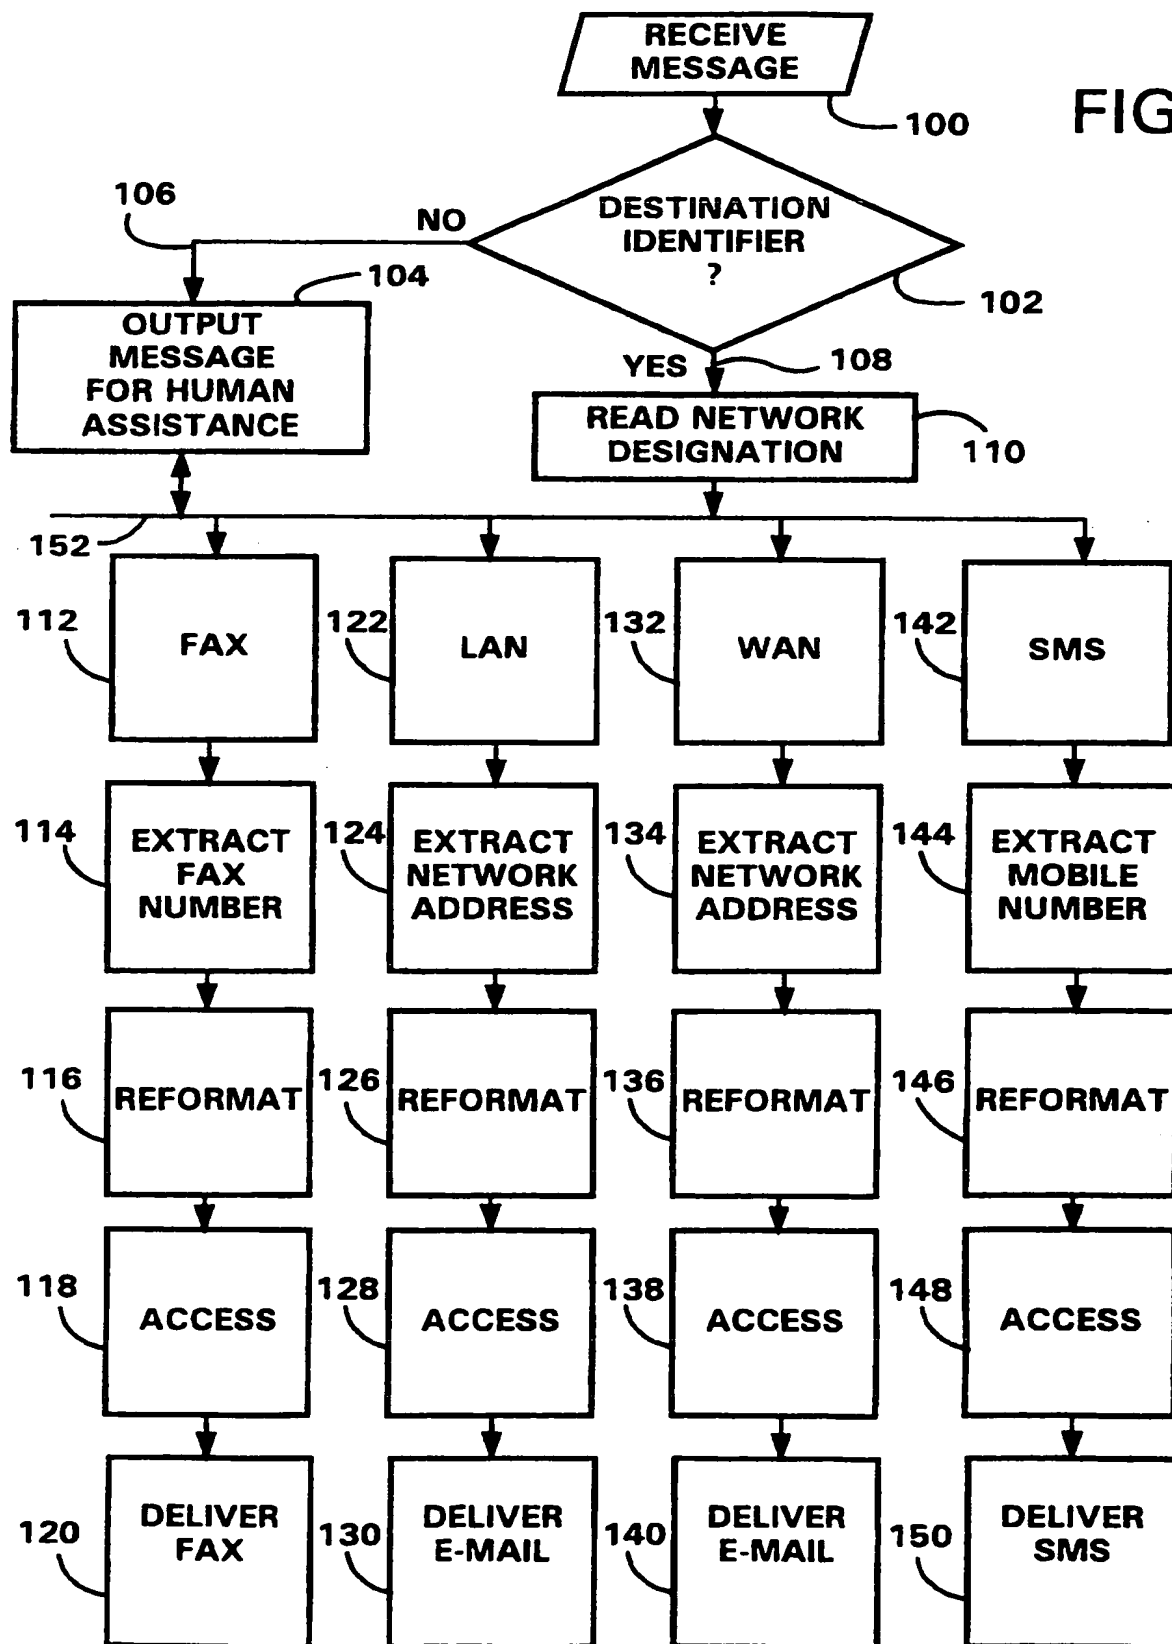 RECEIVE
MESSAGE
100
FIG
106
NO
DESTINATION
IDENTIFIER
?
104
102
OUTPUT
MESSAGE
FOR HUMAN
ASSISTANCE
YES
108
READ NETWORK
DESIGNATION
110
152
112
FAX
122
LAN
132
WAN
142
SMS
114
EXTRACT
FAX
NUMBER
124
EXTRACT
NETWORK
ADDRESS
134
EXTRACT
NETWORK
ADDRESS
144
EXTRACT
MOBILE
NUMBER
116
REFORMAT
126
REFORMAT
136
REFORMAT
146
REFORMAT
118
ACCESS
128
ACCESS
138
ACCESS
148
ACCESS
120
DELIVER
FAX
130
DELIVER
E-MAIL
140
DELIVER
E-MAIL
150
DELIVER
SMS